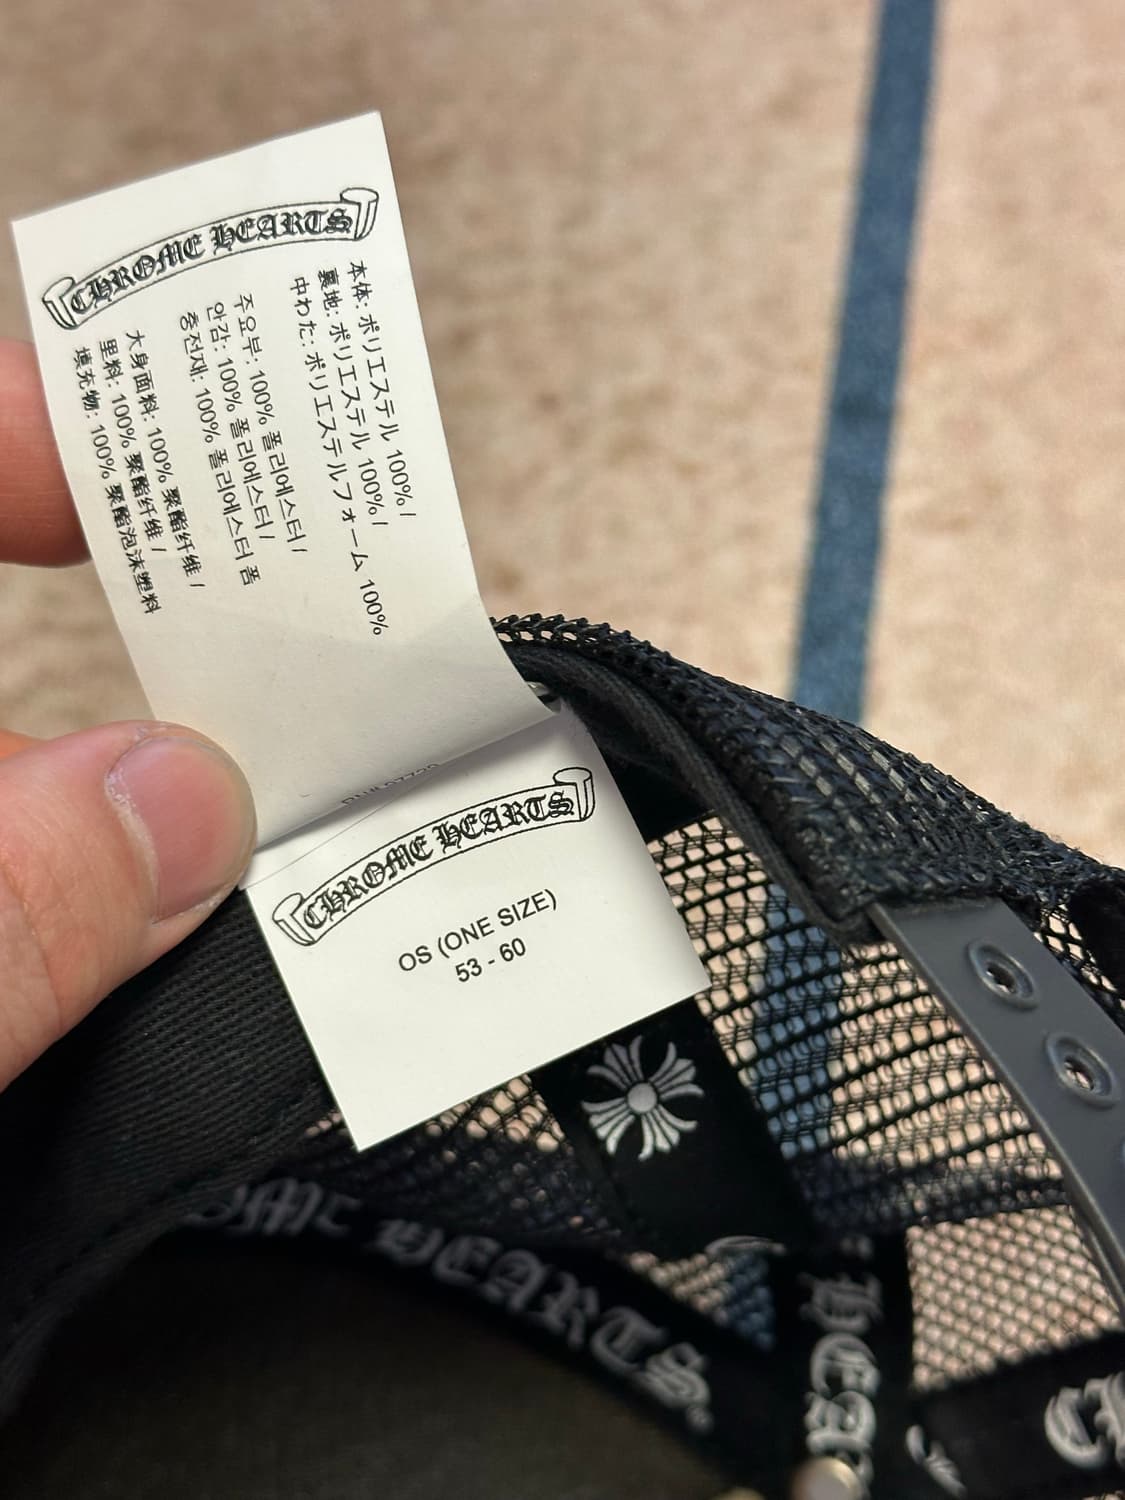 CHROME HEARTS
本体: ポリエステル 100% /
裏地: ポリエステル 100% /
中わた: ポリエステルフォーム 100%
주요부: 100% 폴리에스터 /
안감: 100% 폴리에스터 /
충전재: 100% 폴리에스터 폼
大身面料: 100% 聚酯纤维 /
里料: 100% 聚酯纤维 /
填充物: 100% 聚酯泡沫塑料
CHROME HEARTS
OS (ONE SIZE)
53 - 60
HEARTS